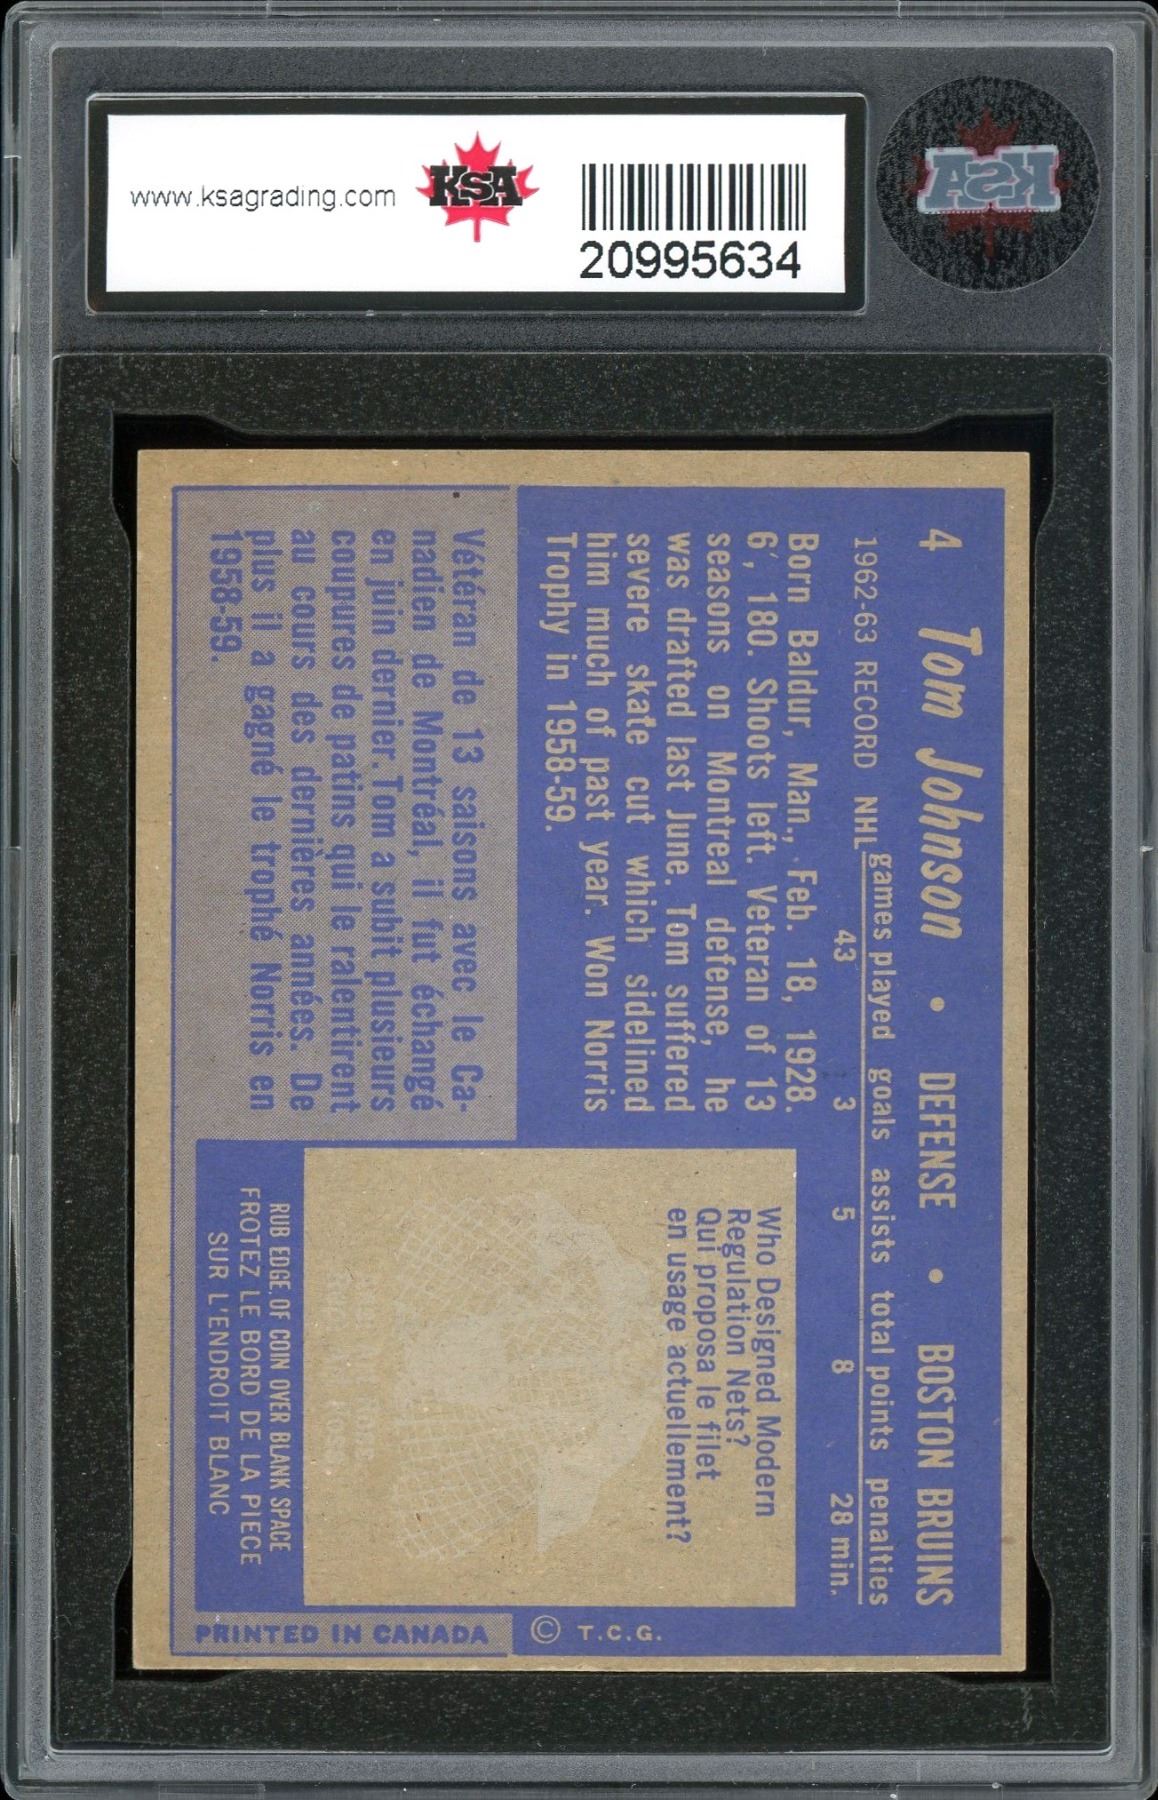 www.ksagrading.com
KSA
20995634
KSA
4 Tom Johnson • DEFENSE • BOSTON BRUINS
games played goals assists total points penalties
1962-63 RECORD NHL 43 3 5 8 28 min.
Born Baldur, Man., Feb. 18, 1928.
6', 180. Shoots left. Veteran of 13
seasons on Montreal defense, he
was drafted last June. Tom suffered
severe skate cut which sidelined
him much of past year. Won Norris
Trophy in 1958-59.
Vétéran de 13 saisons avec le Ca-
nadien de Montréal, il fut échangé
en juin dernier. Tom a subit plusieurs
coupures de patins qui le ralentirent
au cours des dernières années. De
plus il a gagné le trophé Norris en
1958-59.
Who Designed Modern
Regulation Nets?
Qui proposa le filet
en usage actuellement?
RUB EDGE OF COIN OVER BLANK SPACE
FROTEZ LE BORD DE LA PIECE
SUR L'ENDROIT BLANC
© T.C.G.
PRINTED IN CANADA